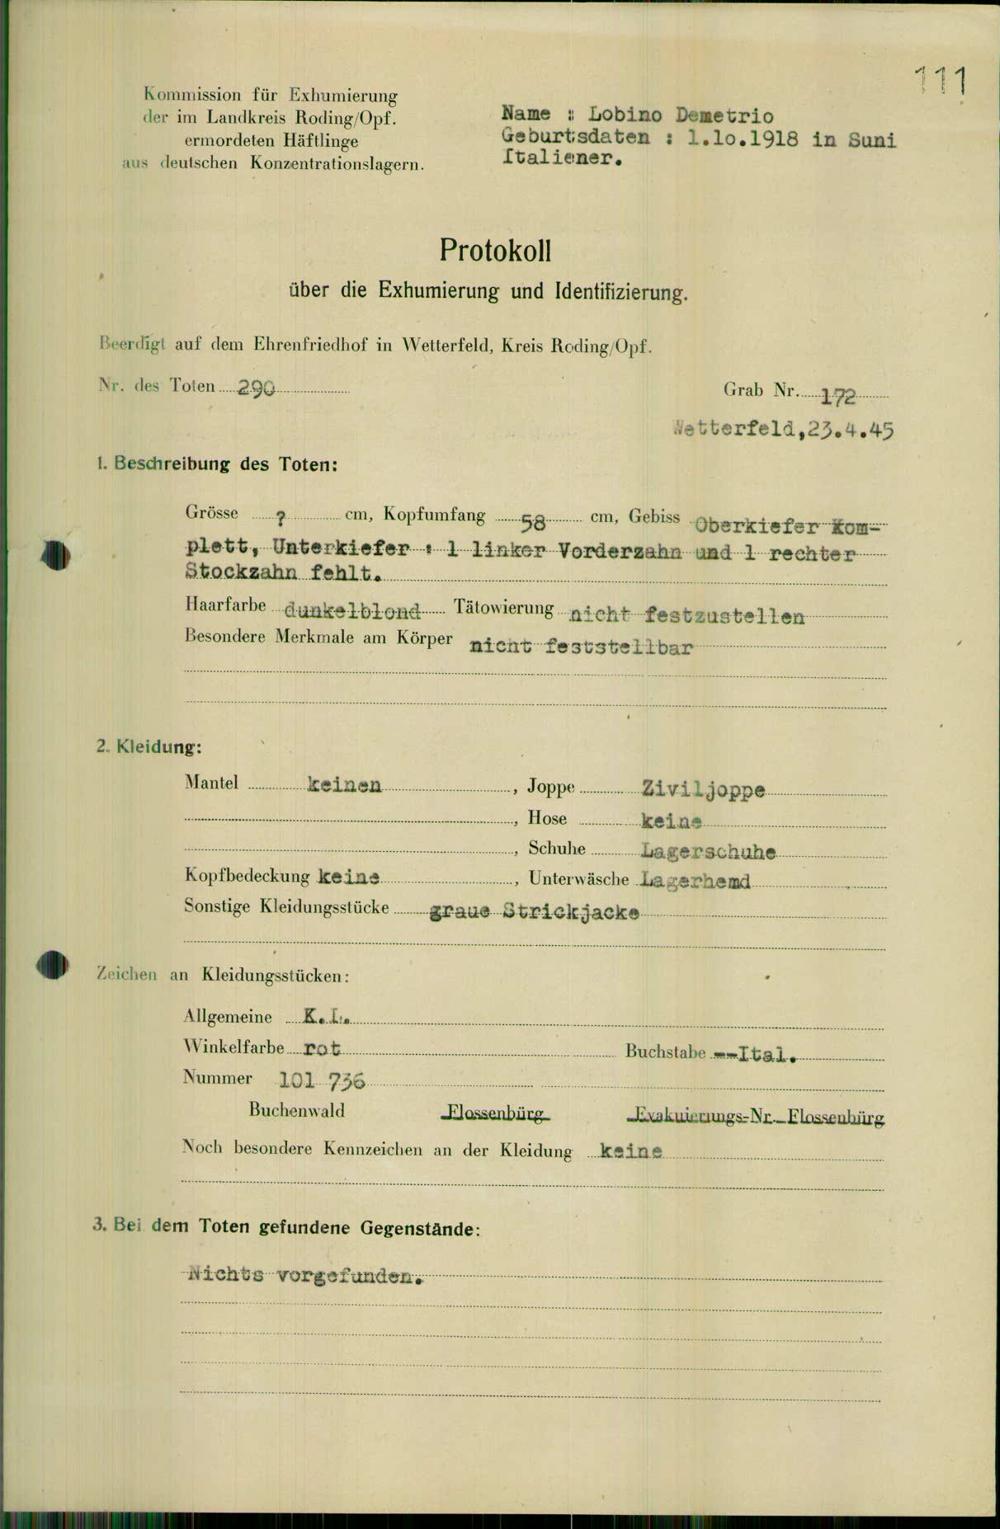 111
Kommission für Exhumierung
der im Landkreis Roding/Opf.
ermordeten Häftlinge
aus deutschen Konzentrationslagern.
Name : Lobino Demetrio
Geburtsdaten : 1.1o.1918 in Suni
Italiener.
Protokoll
über die Exhumierung und Identifizierung.
Beerdigt auf dem Ehrenfriedhof in Wetterfeld, Kreis Roding/Opf.
Nr. des Toten 290 Grab Nr. 172
Wetterfeld,23.4.45
1. Beschreibung des Toten:
Grösse ? cm, Kopfumfang 58 cm, Gebiss Oberkiefer kom-
plett, Unterkiefer : 1 linker Vorderzahn und 1 rechter
Stockzahn fehlt.
Haarfarbe dunkelblond Tätowierung nicht festzustellen
Besondere Merkmale am Körper nicht feststellbar
2. Kleidung:
Mantel keinen , Joppe Ziviljoppe
, Hose keine
, Schuhe Lagerschuhe
Kopfbedeckung keine , Unterwäsche Lagerhemd
Sonstige Kleidungsstücke graue Strickjacke
Zeichen an Kleidungsstücken:
Allgemeine K.L.
Winkelfarbe rot Buchstabe --Ital.
Nummer 101 736
Buchenwald Flossenbürg Evakuierungs-Nr. Flossenbürg
Noch besondere Kennzeichen an der Kleidung keine
3. Bei dem Toten gefundene Gegenstände:
Nichts vorgefunden.